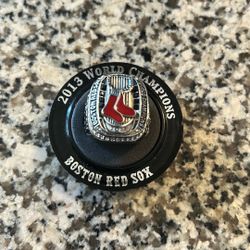 2013 WORLD CHAMPIONS
BOSTON RED SOX